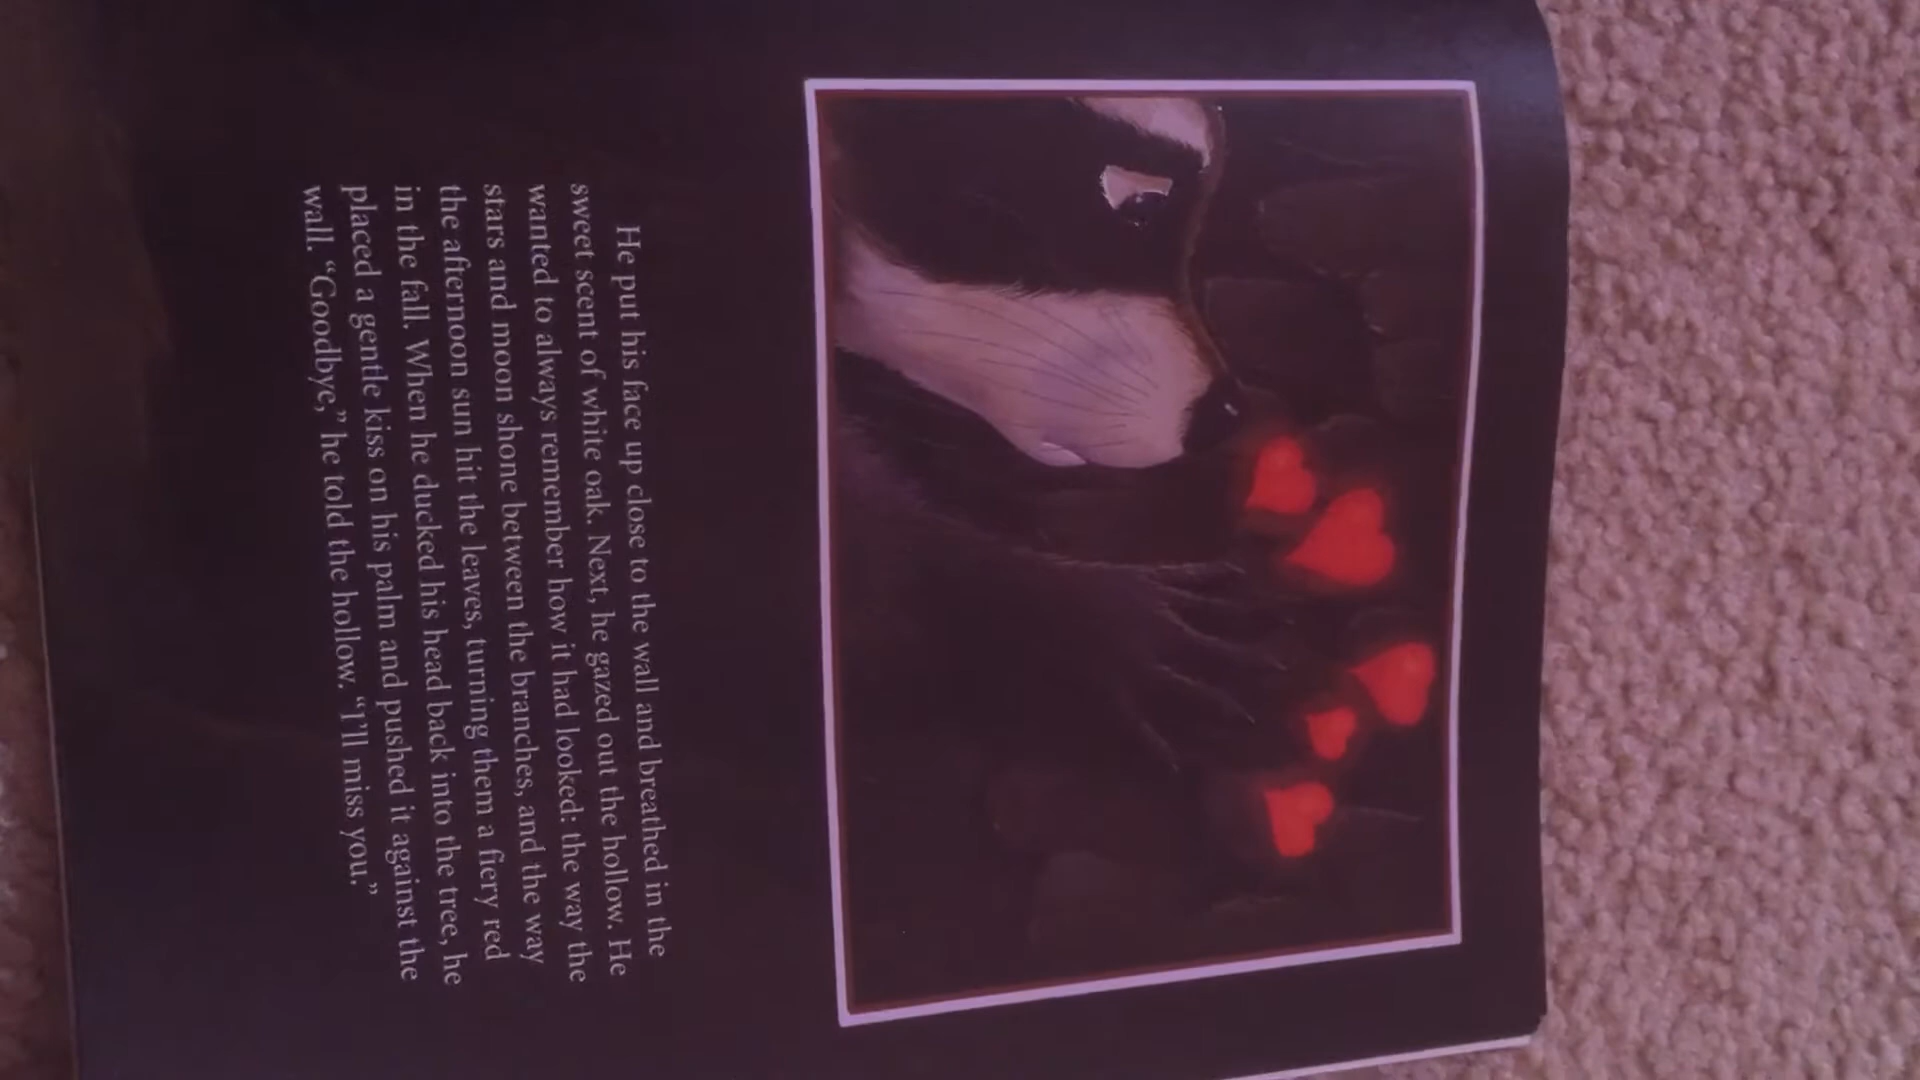 He put his face up close to the wall and breathed in the
sweet scent of white oak. Next, he gazed out the hollow. He
wanted to always remember how it had looked: the way the
stars and moon shone between the branches, and the way
the afternoon sun hit the leaves, turning them a fiery red
in the fall. When he ducked his head back into the tree, he
placed a gentle kiss on his palm and pushed it against the
wall. “Goodbye,” he told the hollow. “I’ll miss you.”